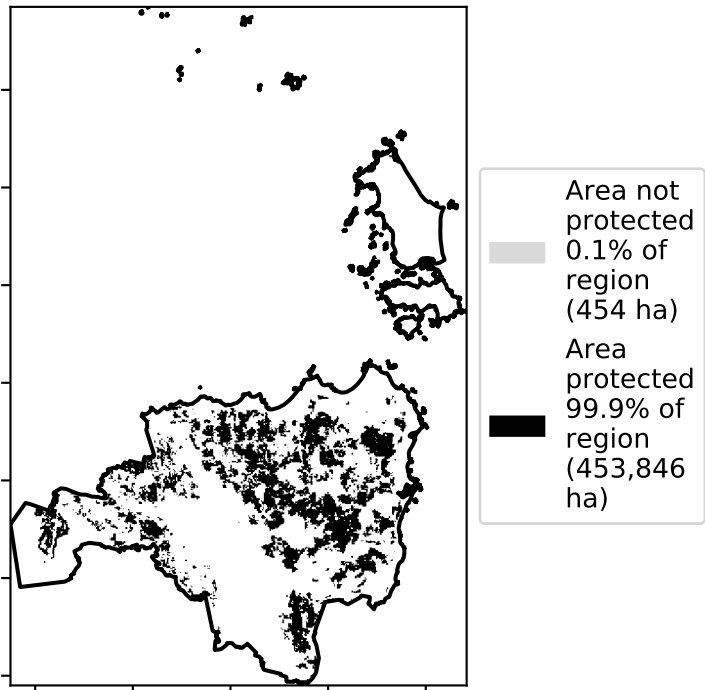 Area not
protected
0.1% of
region
(454 ha)
Area
protected
99.9% of
region
(453,846
ha)